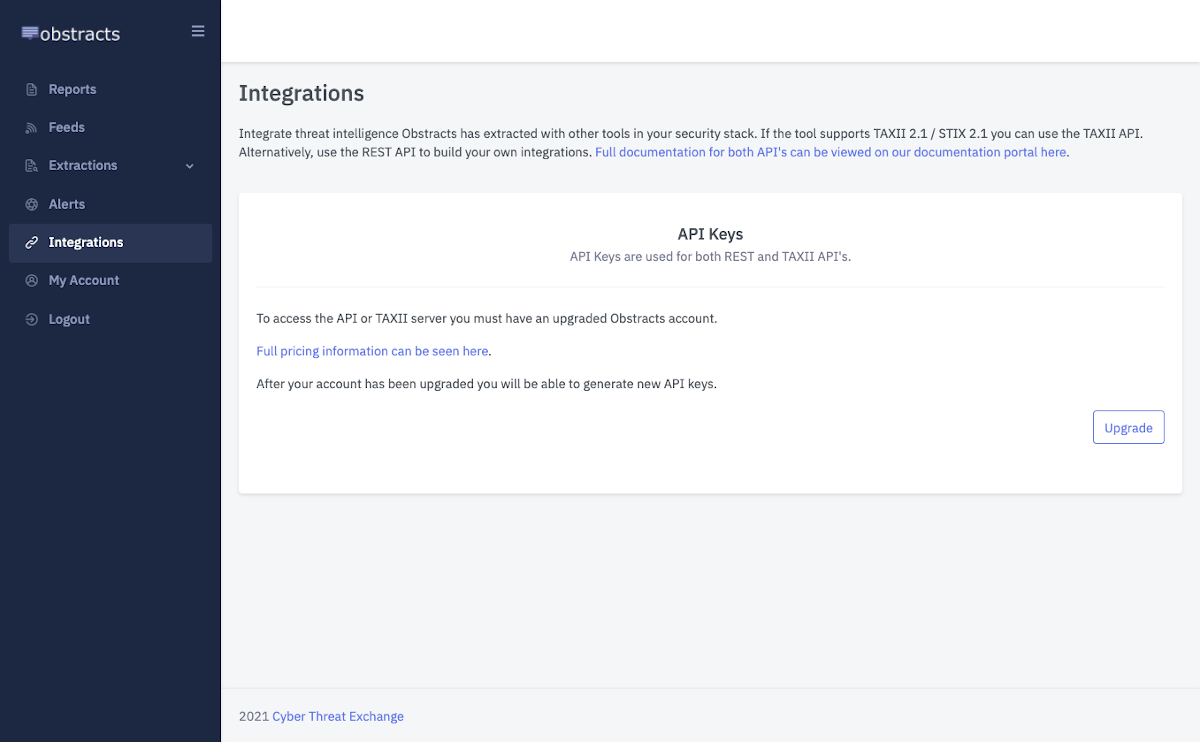 obstracts
Reports
Feeds
Extractions
Alerts
Integrations
My Account
Logout
Integrations
Integrate threat intelligence Obstracts has extracted with other tools in your security stack. If the tool supports TAXII 2.1 / STIX 2.1 you can use the TAXII API.
Alternatively, use the REST API to build your own integrations. Full documentation for both API's can be viewed on our documentation portal here.
API Keys
API Keys are used for both REST and TAXII API's.
To access the API or TAXII server you must have an upgraded Obstracts account.
Full pricing information can be seen here.
After your account has been upgraded you will be able to generate new API keys.
Upgrade
2021 Cyber Threat Exchange